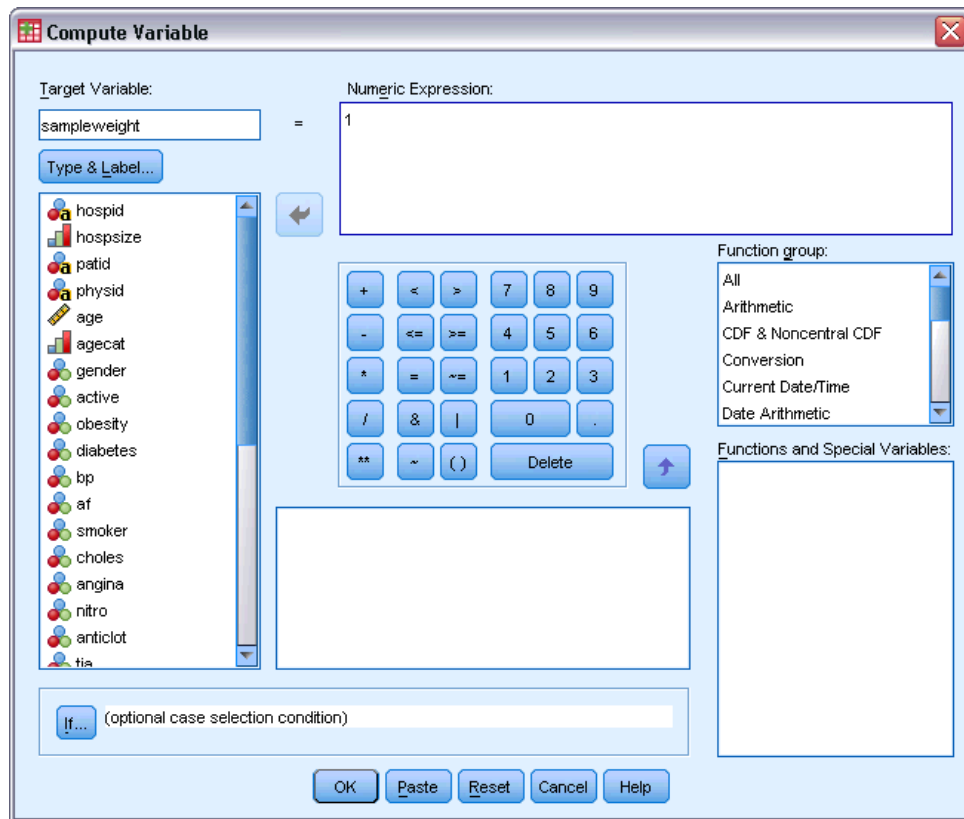 Compute Variable
Target Variable:
Numeric Expression:
sampleweight
=
1
Type & Label...
hospid
hospsize
patid
physid
age
agecat
gender
active
obesity
diabetes
bp
af
smoker
choles
angina
nitro
anticlot
tia
+ < > 7 8 9
- <= >= 4 5 6
* = ~= 1 2 3
/ & | 0 .
** ~ ( ) Delete
Function group:
All
Arithmetic
CDF & Noncentral CDF
Conversion
Current Date/Time
Date Arithmetic
Functions and Special Variables:
If... (optional case selection condition)
OK Paste Reset Cancel Help